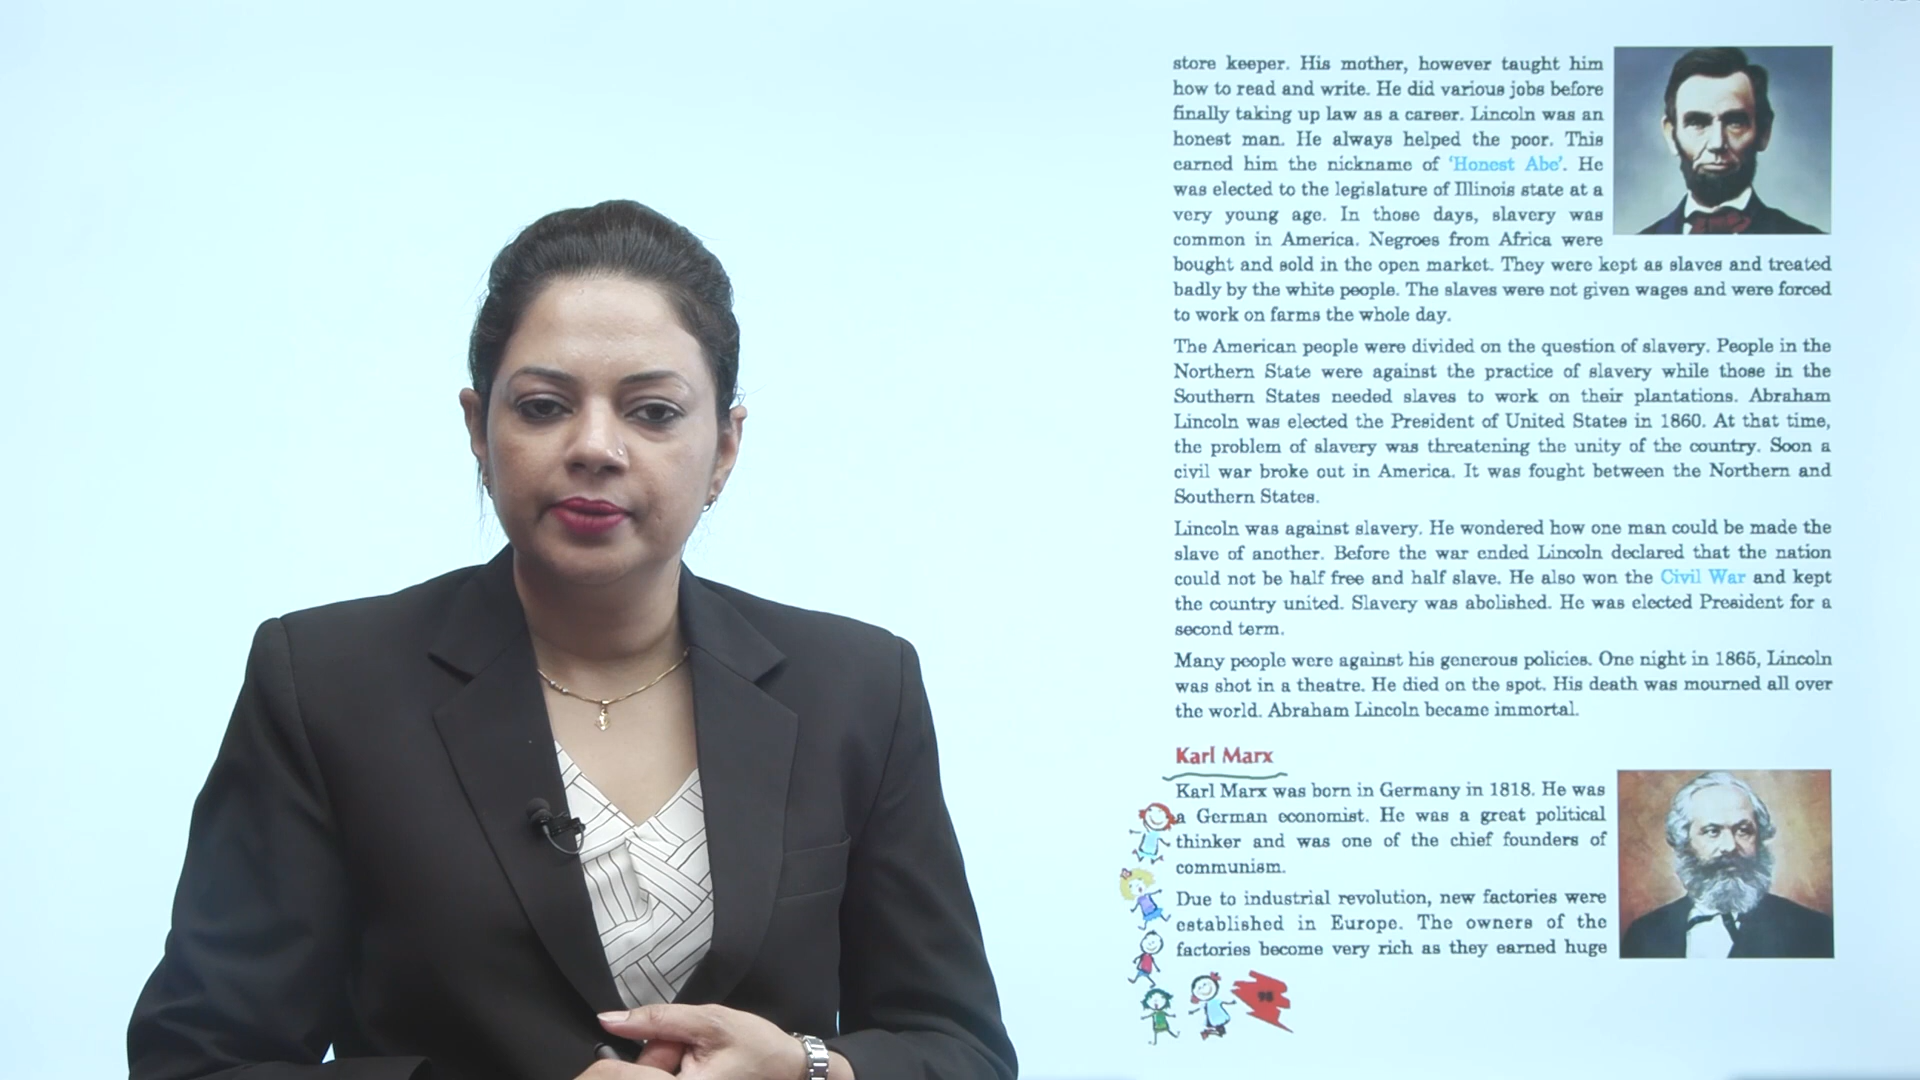 store keeper. His mother, however taught him
how to read and write. He did various jobs before
finally taking up law as a career. Lincoln was an
honest man. He always helped the poor. This
earned him the nickname of ‘Honest Abe’. He
was elected to the legislature of Illinois state at a
very young age. In those days, slavery was
common in America. Negroes from Africa were
bought and sold in the open market. They were kept as slaves and treated
badly by the white people. The slaves were not given wages and were forced
to work on farms the whole day.
The American people were divided on the question of slavery. People in the
Northern State were against the practice of slavery while those in the
Southern States needed slaves to work on their plantations. Abraham
Lincoln was elected the President of United States in 1860. At that time,
the problem of slavery was threatening the unity of the country. Soon a
civil war broke out in America. It was fought between the Northern and
Southern States.
Lincoln was against slavery. He wondered how one man could be made the
slave of another. Before the war ended Lincoln declared that the nation
could not be half free and half slave. He also won the Civil War and kept
the country united. Slavery was abolished. He was elected President for a
second term.
Many people were against his generous policies. One night in 1865, Lincoln
was shot in a theatre. He died on the spot. His death was mourned all over
the world. Abraham Lincoln became immortal.
Karl Marx
Karl Marx was born in Germany in 1818. He was
a German economist. He was a great political
thinker and was one of the chief founders of
communism.
Due to industrial revolution, new factories were
established in Europe. The owners of the
factories become very rich as they earned huge
98